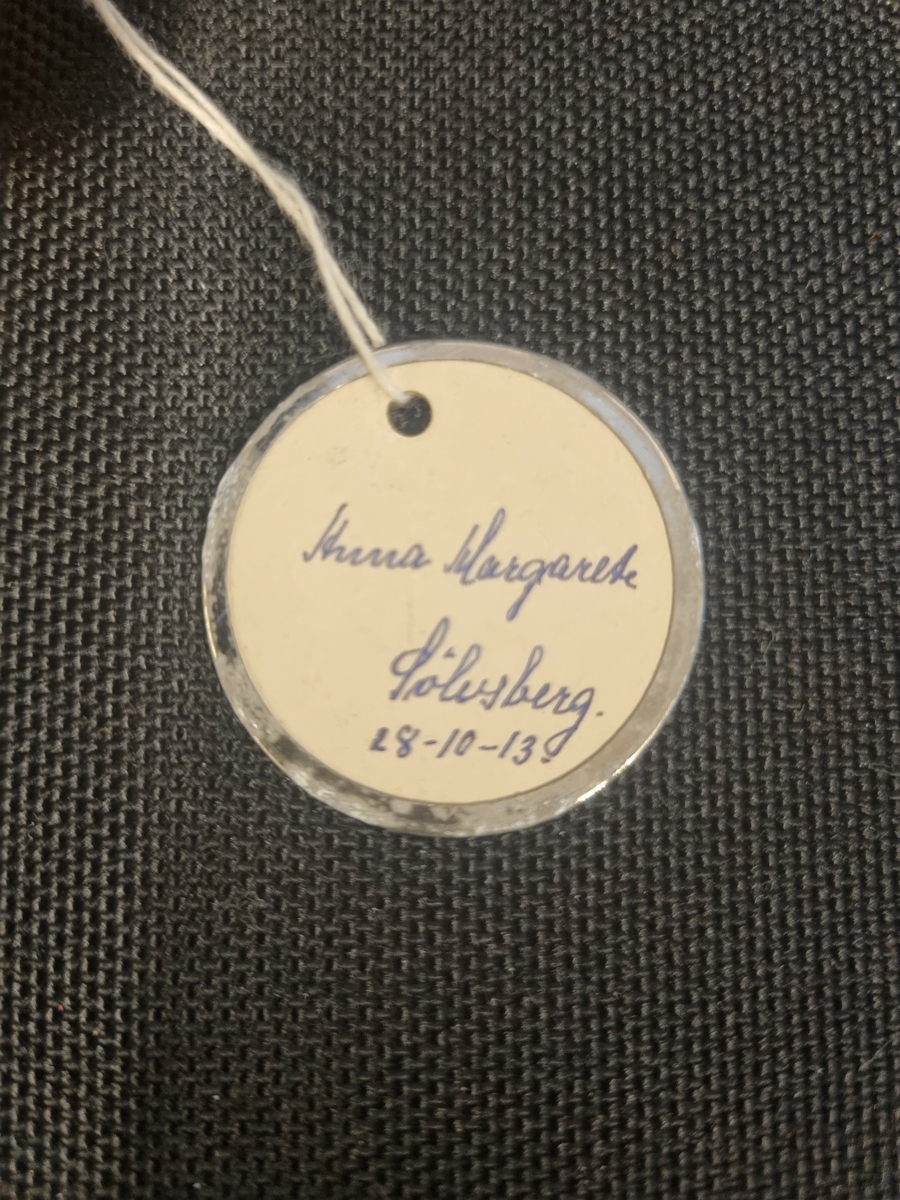 Anna Margarete
Sölvsberg.
28-10-13.